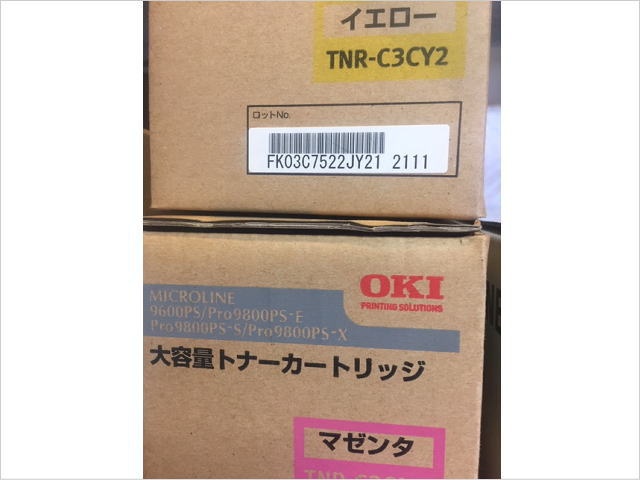 イエロー
TNR-C3CY2
ロットNo.
FK03C7522JY21 2111
OKI
PRINTING SOLUTIONS
MICROLINE
9600PS/Pro9800PS-E
Pro9800PS-S/Pro9800PS-X
大容量トナーカートリッジ
マゼンタ